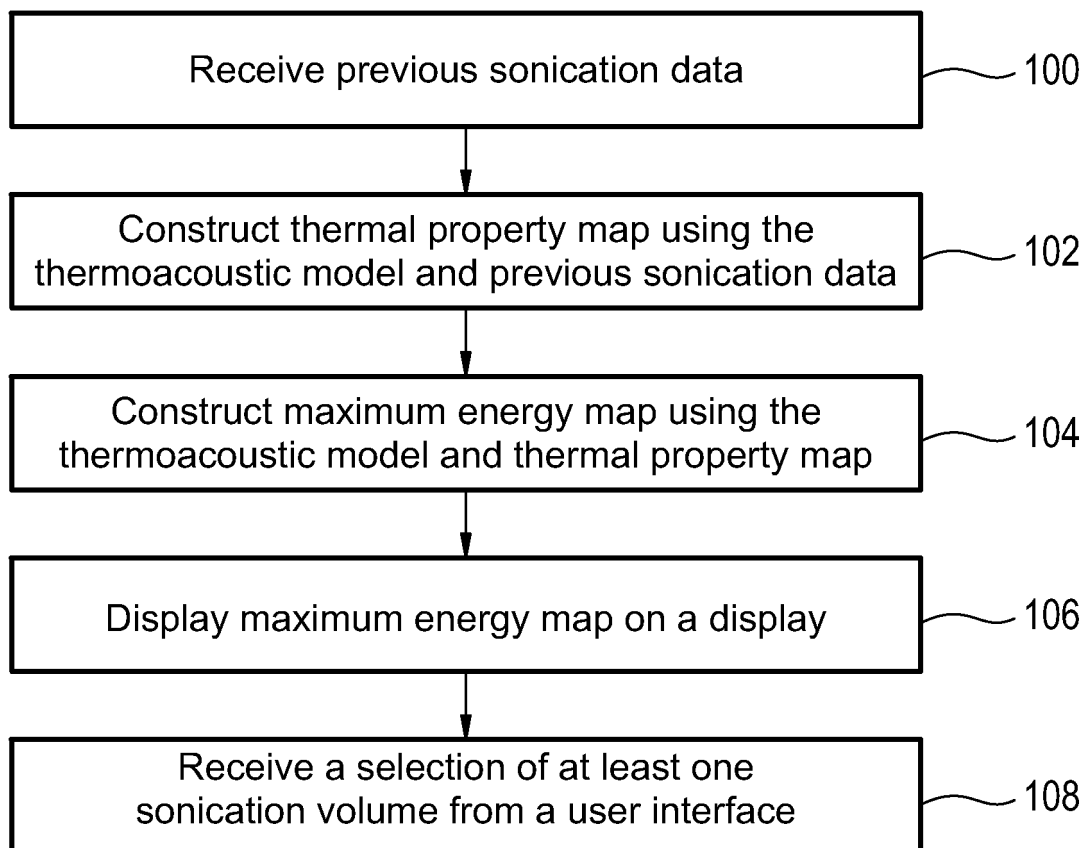 Receive previous sonication data
100
Construct thermal property map using the
thermoacoustic model and previous sonication data
102
Construct maximum energy map using the
thermoacoustic model and thermal property map
104
Display maximum energy map on a display
106
Receive a selection of at least one
sonication volume from a user interface
108